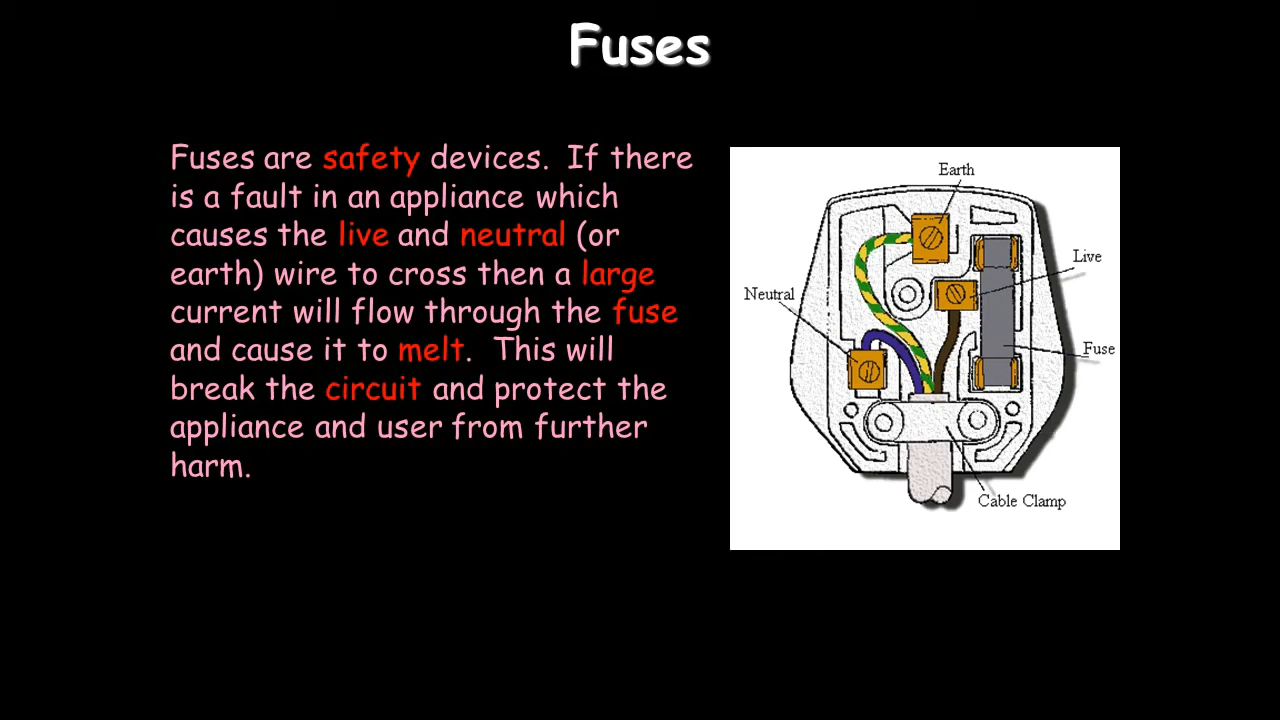 Fuses
Fuses are safety devices.  If there
is a fault in an appliance which
causes the live and neutral (or
earth) wire to cross then a large
current will flow through the fuse
and cause it to melt.  This will
break the circuit and protect the
appliance and user from further
harm.
Earth
Live
Neutral
Fuse
Cable Clamp